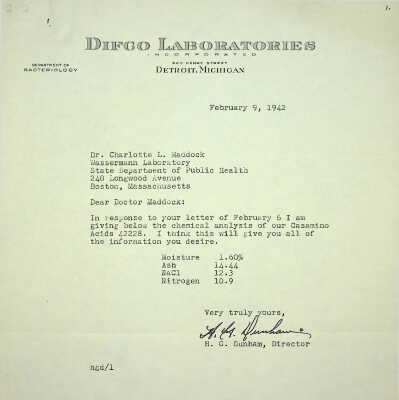 1.
DIFCO LABORATORIES
INCORPORATED
920 HENRY STREET
DETROIT, MICHIGAN
DEPARTMENT OF
BACTERIOLOGY
February 9, 1942
Dr. Charlotte L. Maddock
Wassermann Laboratory
State Department of Public Health
240 Longwood Avenue
Boston, Massachusetts
Dear Doctor Maddock:
In response to your letter of February 6 I am
giving below the chemical analysis of our Casamino
Acids 42228. I think this will give you all of
the information you desire.
Moisture 1.60%
Ash 14.44
NaCl 12.3
Nitrogen 10.9
Very truly yours,
H. G. Dunham
H. G. Dunham, Director